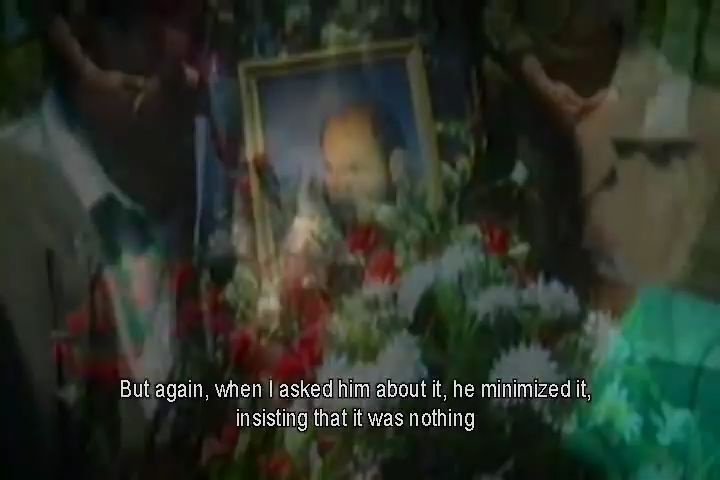 But again, when I asked him about it, he minimized it,
insisting that it was nothing